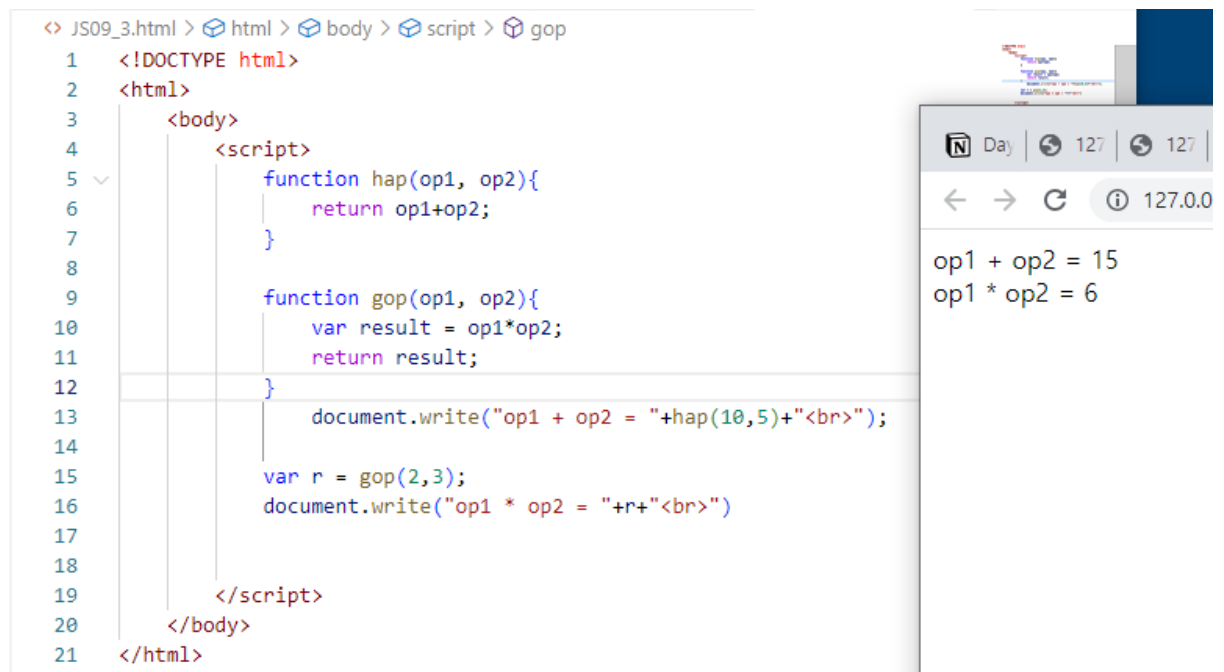 JS09_3.html > html > body > script > gop
1 <!DOCTYPE html>
2 <html>
3 <body>
4 <script>
5 function hap(op1, op2){
6 return op1+op2;
7 }
8
9 function gop(op1, op2){
10 var result = op1*op2;
11 return result;
12 }
13 document.write("op1 + op2 = "+hap(10,5)+"<br>");
14
15 var r = gop(2,3);
16 document.write("op1 * op2 = "+r+"<br>")
17
18
19 </script>
20 </body>
21 </html>
Day 127 127
127.0.0
op1 + op2 = 15
op1 * op2 = 6